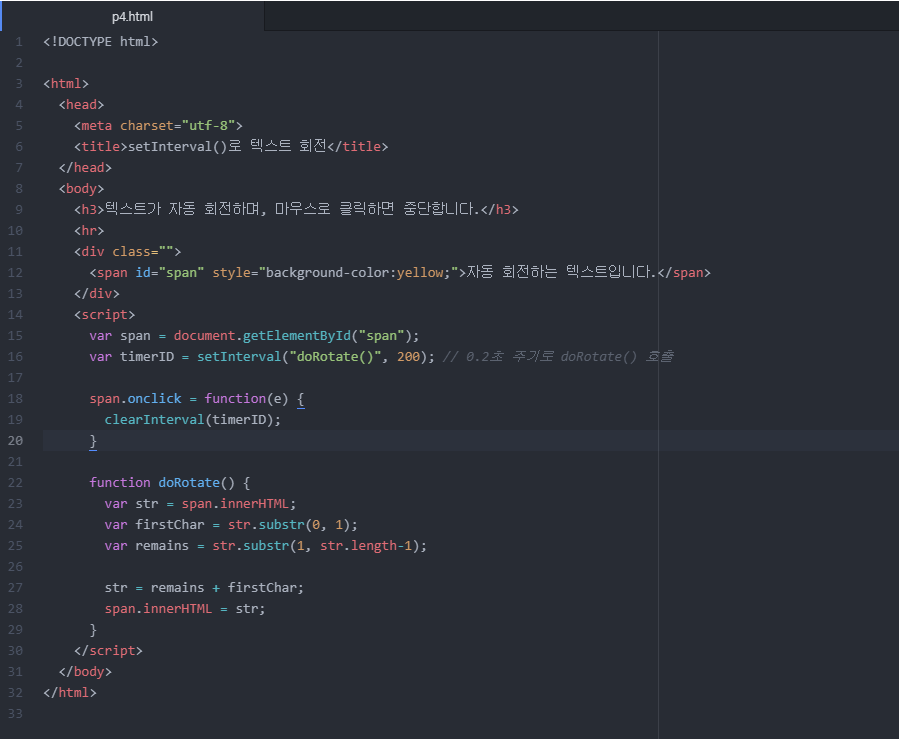 p4.html
1 <!DOCTYPE html>
2
3 <html>
4   <head>
5     <meta charset="utf-8">
6     <title>setInterval()로 텍스트 회전</title>
7   </head>
8   <body>
9     <h3>텍스트가 자동 회전하며, 마우스로 클릭하면 중단합니다.</h3>
10     <hr>
11     <div class="">
12       <span id="span" style="background-color:yellow;">자동 회전하는 텍스트입니다.</span>
13     </div>
14     <script>
15       var span = document.getElementById("span");
16       var timerID = setInterval("doRotate()", 200); // 0.2초 주기로 doRotate() 호출
17
18       span.onclick = function(e) {
19         clearInterval(timerID);
20       }
21
22       function doRotate() {
23         var str = span.innerHTML;
24         var firstChar = str.substr(0, 1);
25         var remains = str.substr(1, str.length-1);
26
27         str = remains + firstChar;
28         span.innerHTML = str;
29       }
30     </script>
31   </body>
32 </html>
33